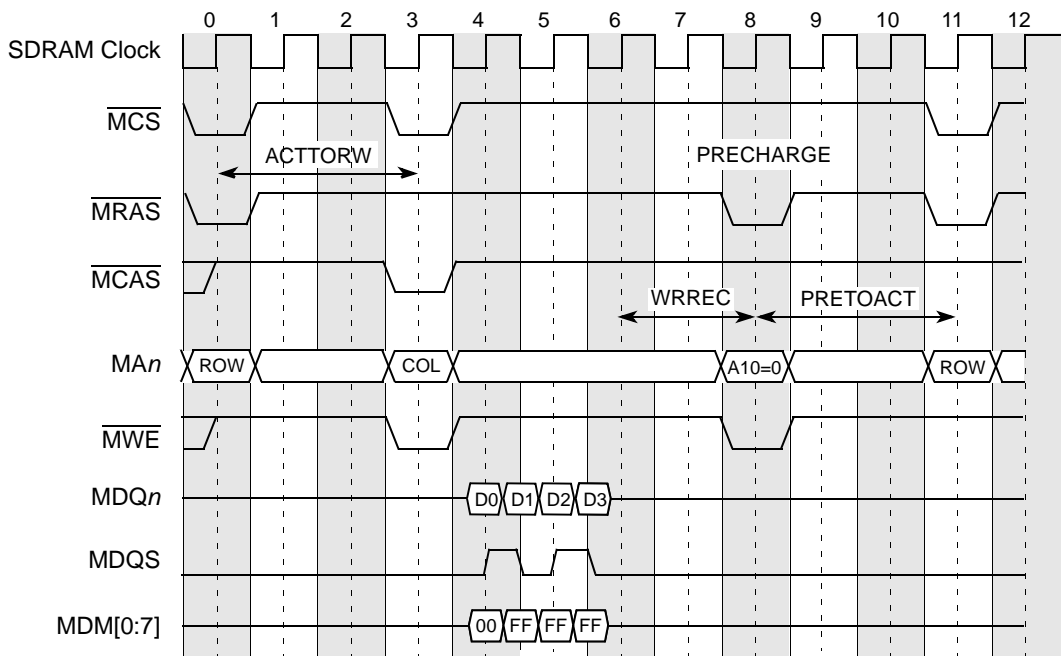 0 1 2 3 4 5 6 7 8 9 10 11 12
SDRAM Clock
MCS
ACTTORW PRECHARGE
MRAS
MCAS
WRREC PRETOACT
MAn ROW COL A10=0 ROW
MWE
MDQn D0 D1 D2 D3
MDQS
MDM[0:7] 00 FF FF FF